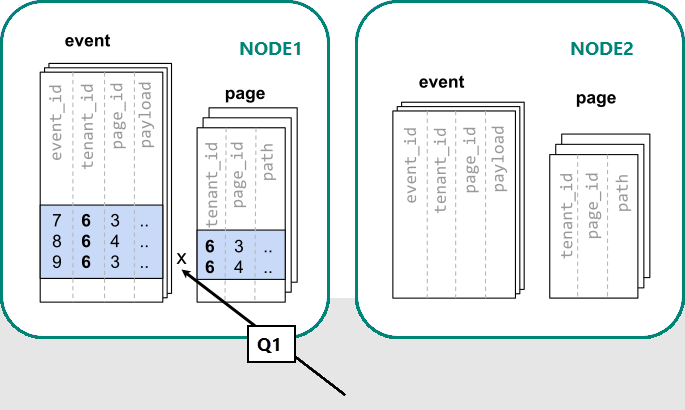 NODE1
event
event_id tenant_id page_id payload
7 6 3 ..
8 6 4 ..
9 6 3 ..
x
page
tenant_id page_id path
6 3 ..
6 4 ..
Q1
NODE2
event
event_id tenant_id page_id payload
page
tenant_id page_id path